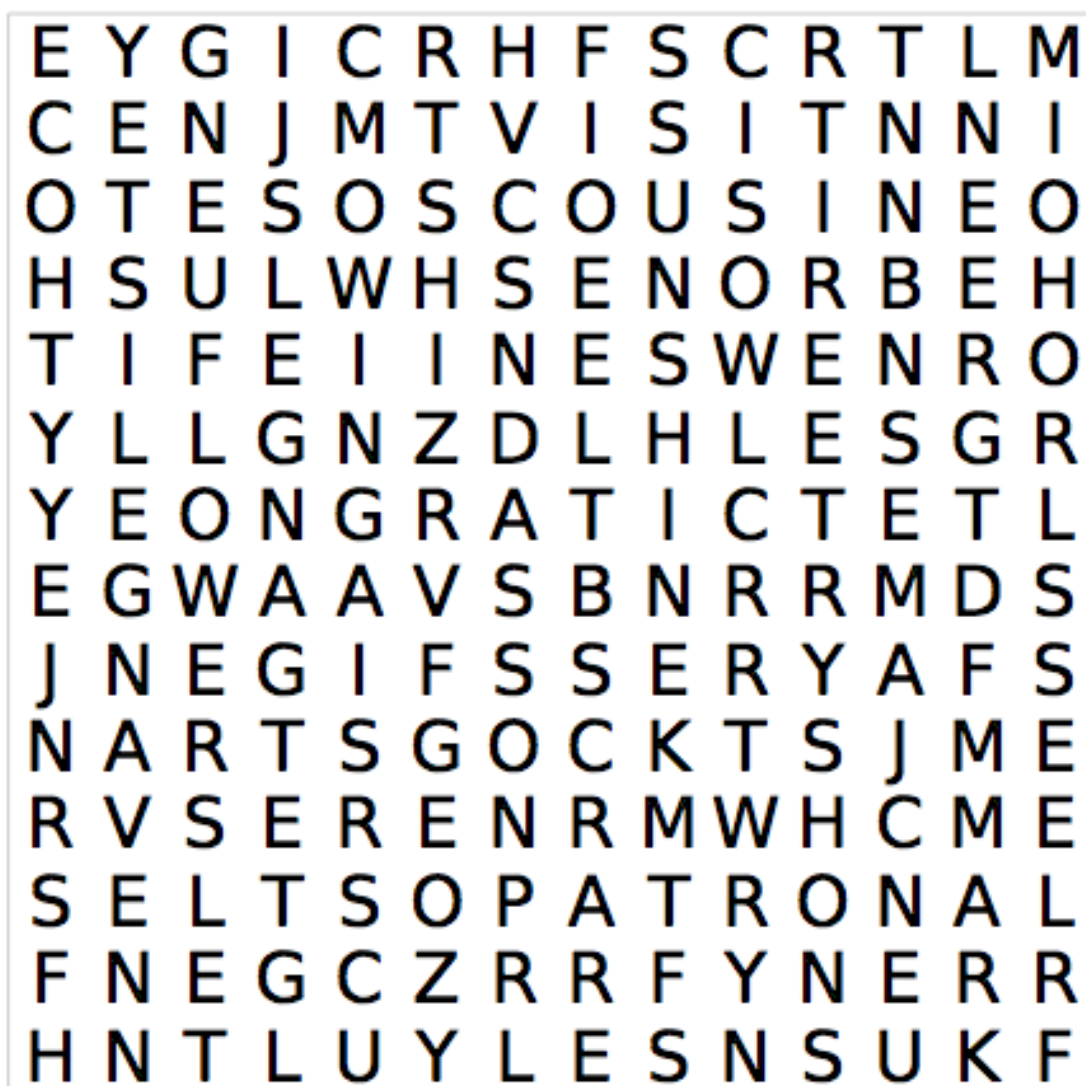 E Y G I C R H F S C R T L M
C E N J M T V I S I T N N I
O T E S O S C O U S I N E O
H S U L W H S E N O R B E H
T I F E I I N E S W E N R O
Y L L G N Z D L H L E S G R
Y E O N G R A T I C T E T L
E G W A A V S B N R R M D S
J N E G I F S S E R Y A F S
N A R T S G O C K T S J M E
R V S E R E N R M W H C M E
S E L T S O P A T R O N A L
F N E G C Z R R F Y N E R R
H N T L U Y L E S N S U K F